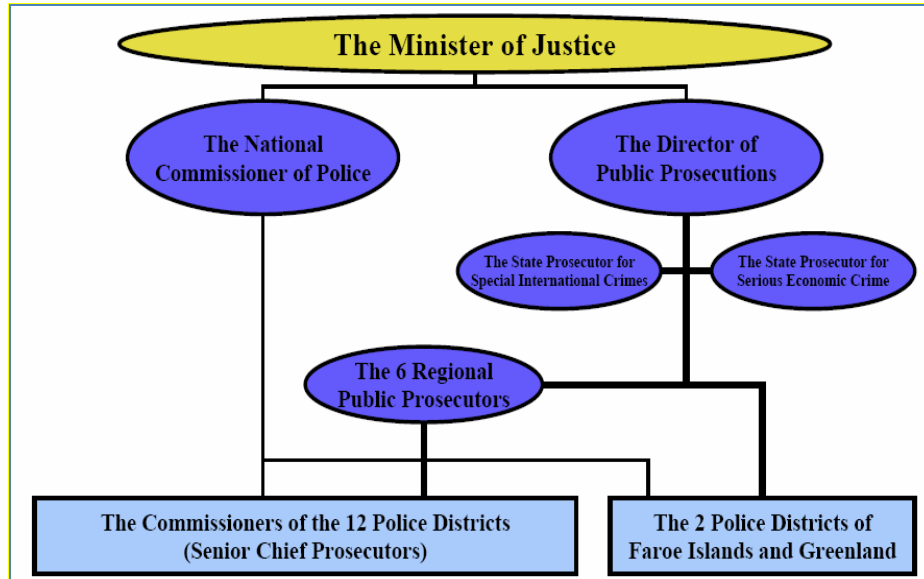 The Minister of Justice
The National
Commissioner of Police
The Director of
Public Prosecutions
The State Prosecutor for
Special International Crimes
The State Prosecutor for
Serious Economic Crime
The 6 Regional
Public Prosecutors
The Commissioners of the 12 Police Districts
(Senior Chief Prosecutors)
The 2 Police Districts of
Faroe Islands and Greenland